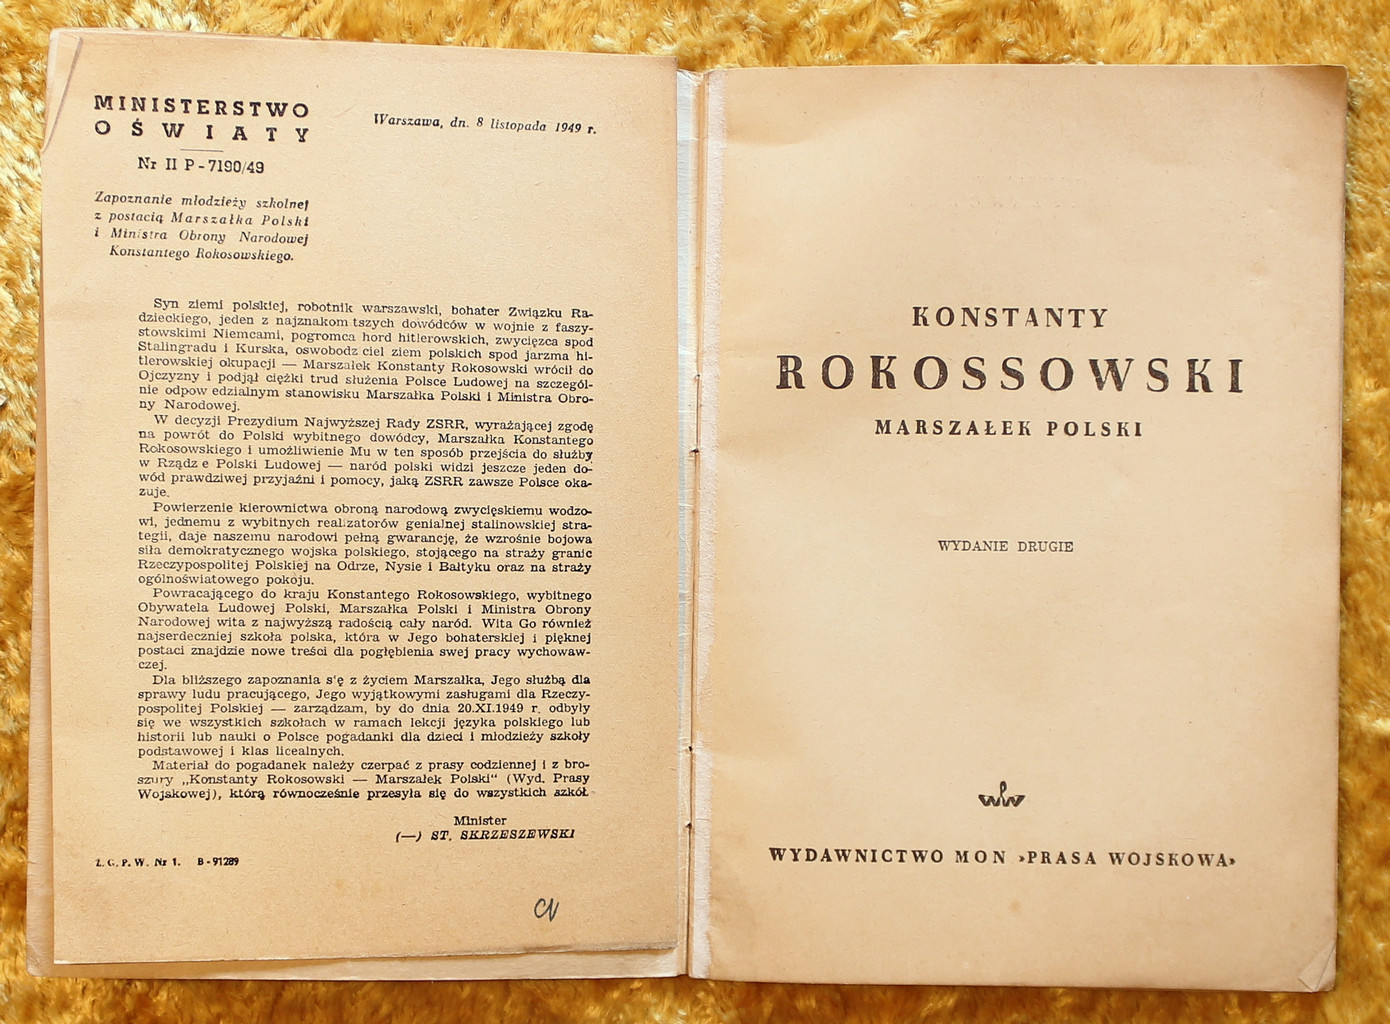 MINISTERSTWO
OŚWIATY
Nr II P - 7190/49
Zapoznanie młodzieży szkolnej
z postacią Marszałka Polski
i Ministra Obrony Narodowej
Konstantego Rokosowskiego.
Warszawa, dn. 8 listopada 1949 r.
Syn ziemi polskiej, robotnik warszawski, bohater Związku Ra-
dzieckiego, jeden z najznakom tszych dowódców w wojnie z faszy-
stowskimi Niemcami, pogromca hord hitlerowskich, zwycięzca spod
Stalingradu i Kurska, oswobodz ciel ziem polskich spod jarzma hi-
tlerowskiej okupacji — Marszałek Konstanty Rokosowski wrócił do
Ojczyzny i podjął ciężki trud służenia Polsce Ludowej na szczegól-
nie odpow edzialnym stanowisku Marszałka Polski i Ministra Obro-
ny Narodowej.
W decyzji Prezydium Najwyższej Rady ZSRR, wyrażającej zgodę
na powrót do Polski wybitnego dowódcy, Marszałka Konstantego
Rokosowskiego i umożliwienie Mu w ten sposób przejścia do służby
w Rządz e Polski Ludowej — naród polski widzi jeszcze jeden do-
wód prawdziwej przyjaźni i pomocy, jaką ZSRR zawsze Polsce oka-
zuje.
Powierzenie kierownictwa obroną narodową zwycięskiemu wodzo-
wi, jednemu z wybitnych realizatorów genialnej stalinowskiej stra-
tegii, daje naszemu narodowi pełną gwarancję, że wzrośnie bojowa
siła demokratycznego wojska polskiego, stojącego na straży granic
Rzeczypospolitej Polskiej na Odrze, Nysie i Bałtyku oraz na straży
ogólnoświatowego pokoju.
Powracającego do kraju Konstantego Rokosowskiego, wybitnego
Obywatela Ludowej Polski, Marszałka Polski i Ministra Obrony
Narodowej wita z najwyższą radością cały naród. Wita Go również
najserdeczniej szkoła polska, która w Jego bohaterskiej i pięknej
postaci znajdzie nowe treści dla pogłębienia swej pracy wychowaw-
czej.
Dla bliższego zapoznania s'ę z życiem Marszałka, Jego służbą dla
sprawy ludu pracującego, Jego wyjątkowymi zasługami dla Rzeczy-
pospolitej Polskiej — zarządzam, by do dnia 20.XI.1949 r. odbyły
się we wszystkich szkołach w ramach lekcji języka polskiego lub
historii lub nauki o Polsce pogadanki dla dzieci i młodzieży szkoły
podstawowej i klas licealnych.
Materiał do pogadanek należy czerpać z prasy codziennej i z bro-
szury „Konstanty Rokosowski — Marszałek Polski" (Wyd. Prasy
Wojskowej), którą równocześnie przesyła się do wszystkich szkół.
Minister
(—) ST. SKRZESZEWSKI
Z. G. P. W. Nr 1. B - 91289
CN
KONSTANTY
ROKOSSOWSKI
MARSZAŁEK POLSKI
WYDANIE DRUGIE
WYDAWNICTWO MON »PRASA WOJSKOWA»